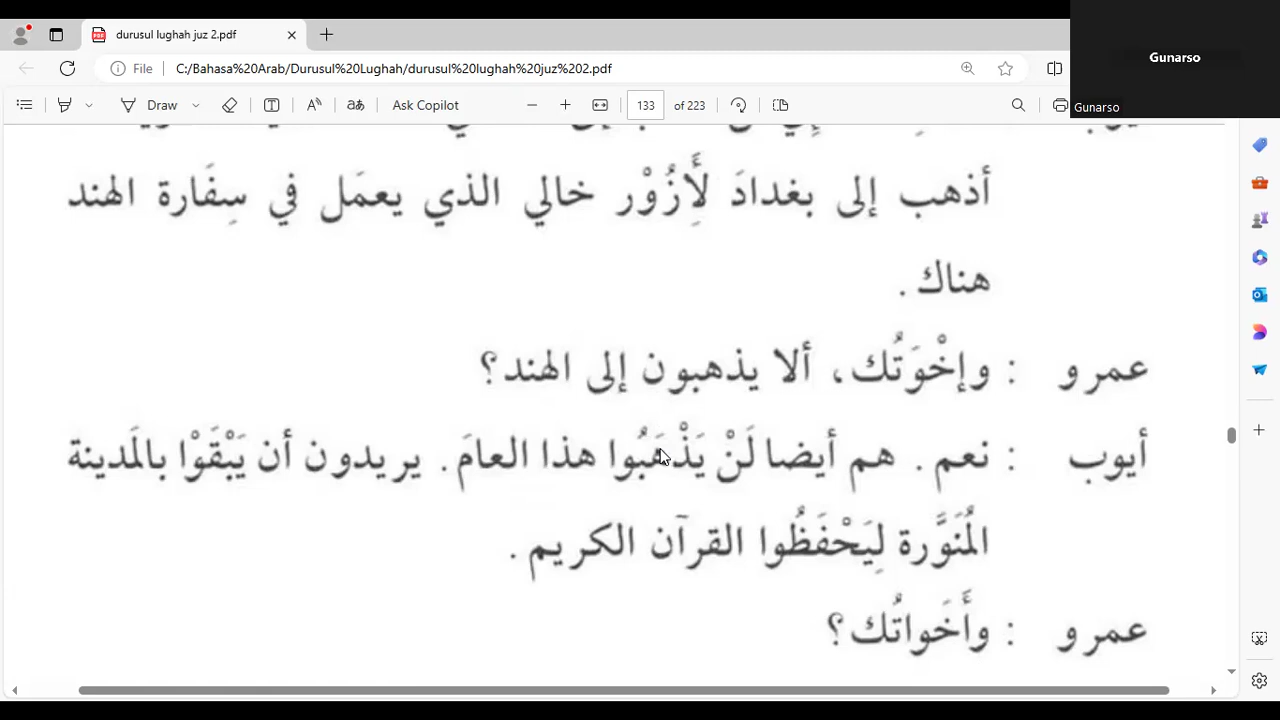 durusul lughah juz 2.pdf
Gunarso
File
C:/Bahasa%20Arab/Durusul%20Lughah/durusul%20lughah%20juz%202.pdf
Draw
Ask Copilot
133 of 223
Gunarso
أذهب إلى بغدادَ لِأَزُوْر خالي الذي يعمَل في سِفَارة الهند
هناك .
عمرو : وإخْوَتُك، ألا يذهبون إلى الهند؟
أيوب : نعم . هم أيضا لَنْ يَذْهَبُوا هذا العامَ . يريدون أن يَبْقَوْا بالمَدينة
المُنَوَّرة لِيَحْفَظُوا القرآن الكريم .
عمرو : وأَخَواتُك؟